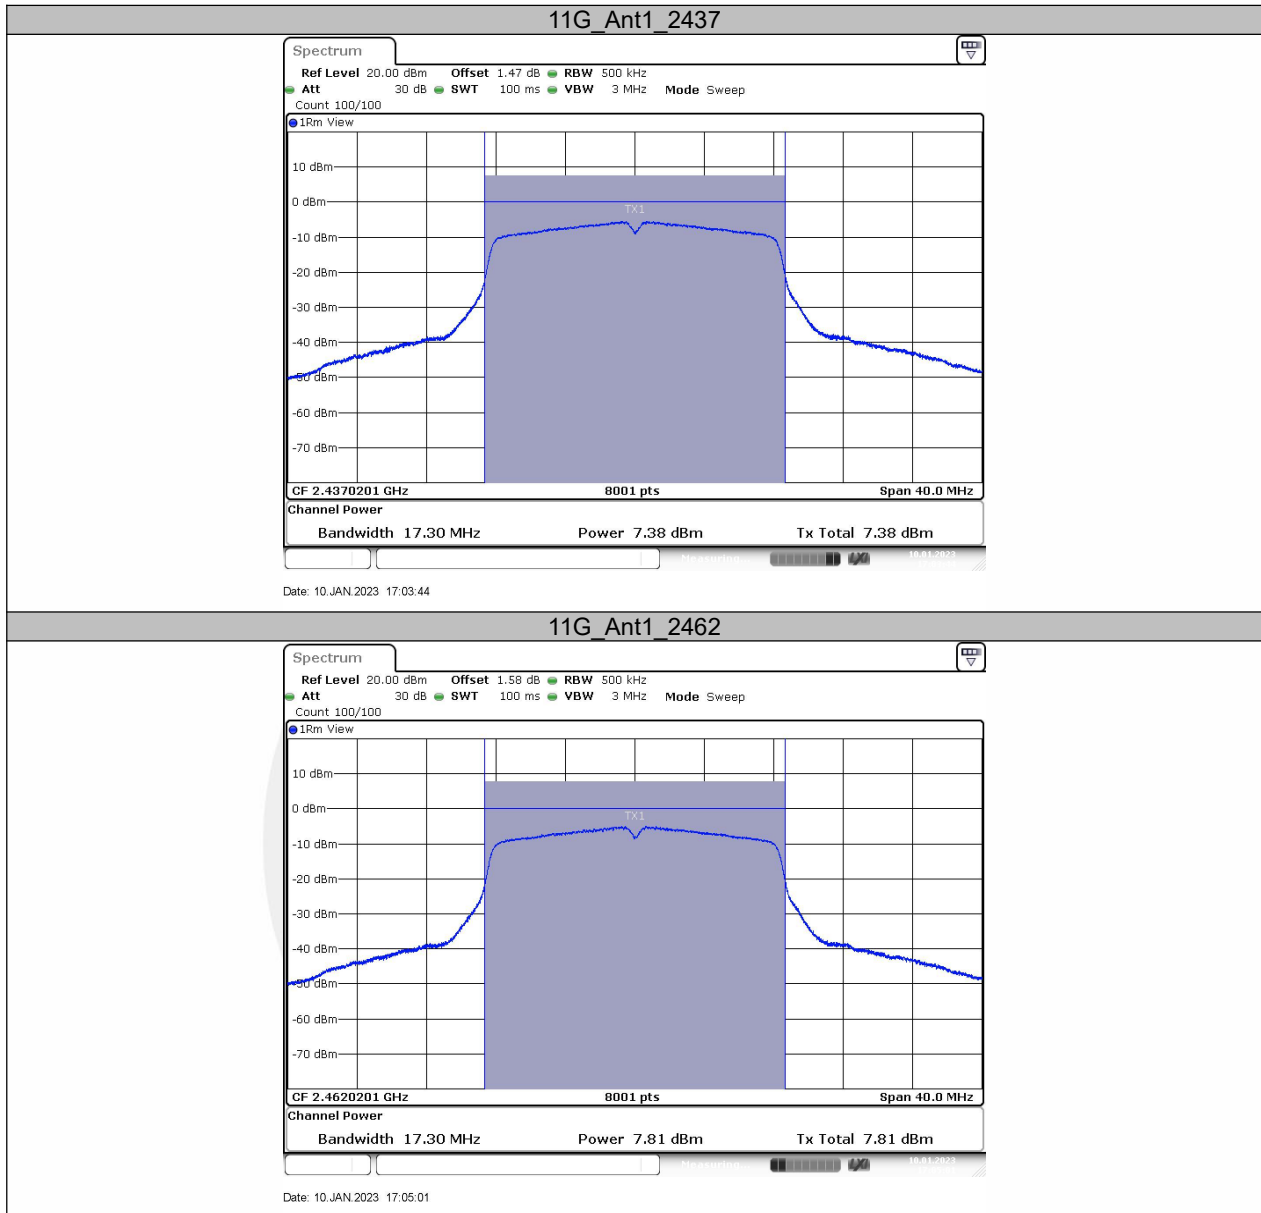 11G_Ant1_2437
Spectrum
Ref Level 20.00 dBm Offset 1.47 dB RBW 500 kHz
Att 30 dB SWT 100 ms VBW 3 MHz Mode Sweep
Count 100/100
1Rm View
10 dBm
0 dBm
TX1
-10 dBm
-20 dBm
-30 dBm
-40 dBm
-50 dBm
-60 dBm
-70 dBm
CF 2.4370201 GHz 8001 pts Span 40.0 MHz
Channel Power
Bandwidth 17.30 MHz Power 7.38 dBm Tx Total 7.38 dBm
Measuring... 10.01.2023
Date: 10.JAN.2023 17:03:44
11G_Ant1_2462
Spectrum
Ref Level 20.00 dBm Offset 1.58 dB RBW 500 kHz
Att 30 dB SWT 100 ms VBW 3 MHz Mode Sweep
Count 100/100
1Rm View
10 dBm
0 dBm
TX1
-10 dBm
-20 dBm
-30 dBm
-40 dBm
-50 dBm
-60 dBm
-70 dBm
CF 2.4620201 GHz 8001 pts Span 40.0 MHz
Channel Power
Bandwidth 17.30 MHz Power 7.81 dBm Tx Total 7.81 dBm
Measuring... 10.01.2023
Date: 10.JAN.2023 17:05:01